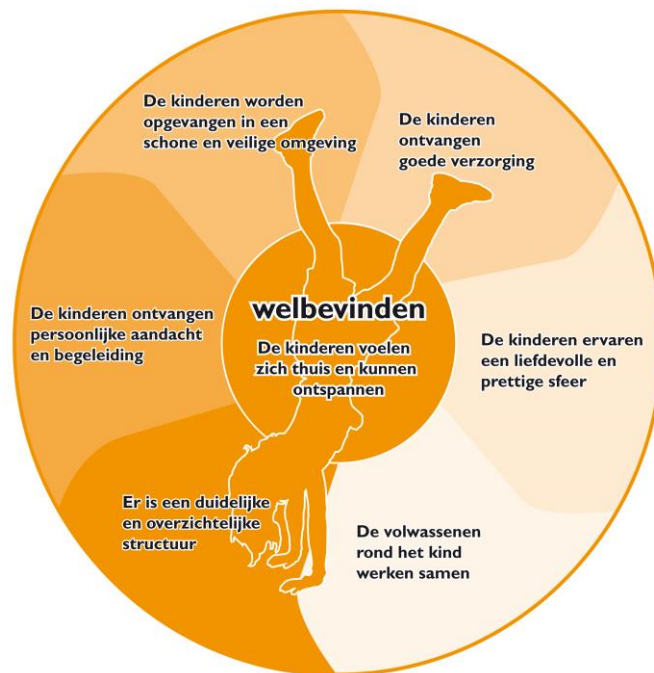 De kinderen worden
opgevangen in een
schone en veilige omgeving
De kinderen
ontvangen
goede verzorging
De kinderen ontvangen
persoonlijke aandacht
en begeleiding
welbevinden
De kinderen voelen
zich thuis en kunnen
ontspannen
De kinderen ervaren
een liefdevolle en
prettige sfeer
Er is een duidelijke
en overzichtelijke
structuur
De volwassenen
rond het kind
werken samen